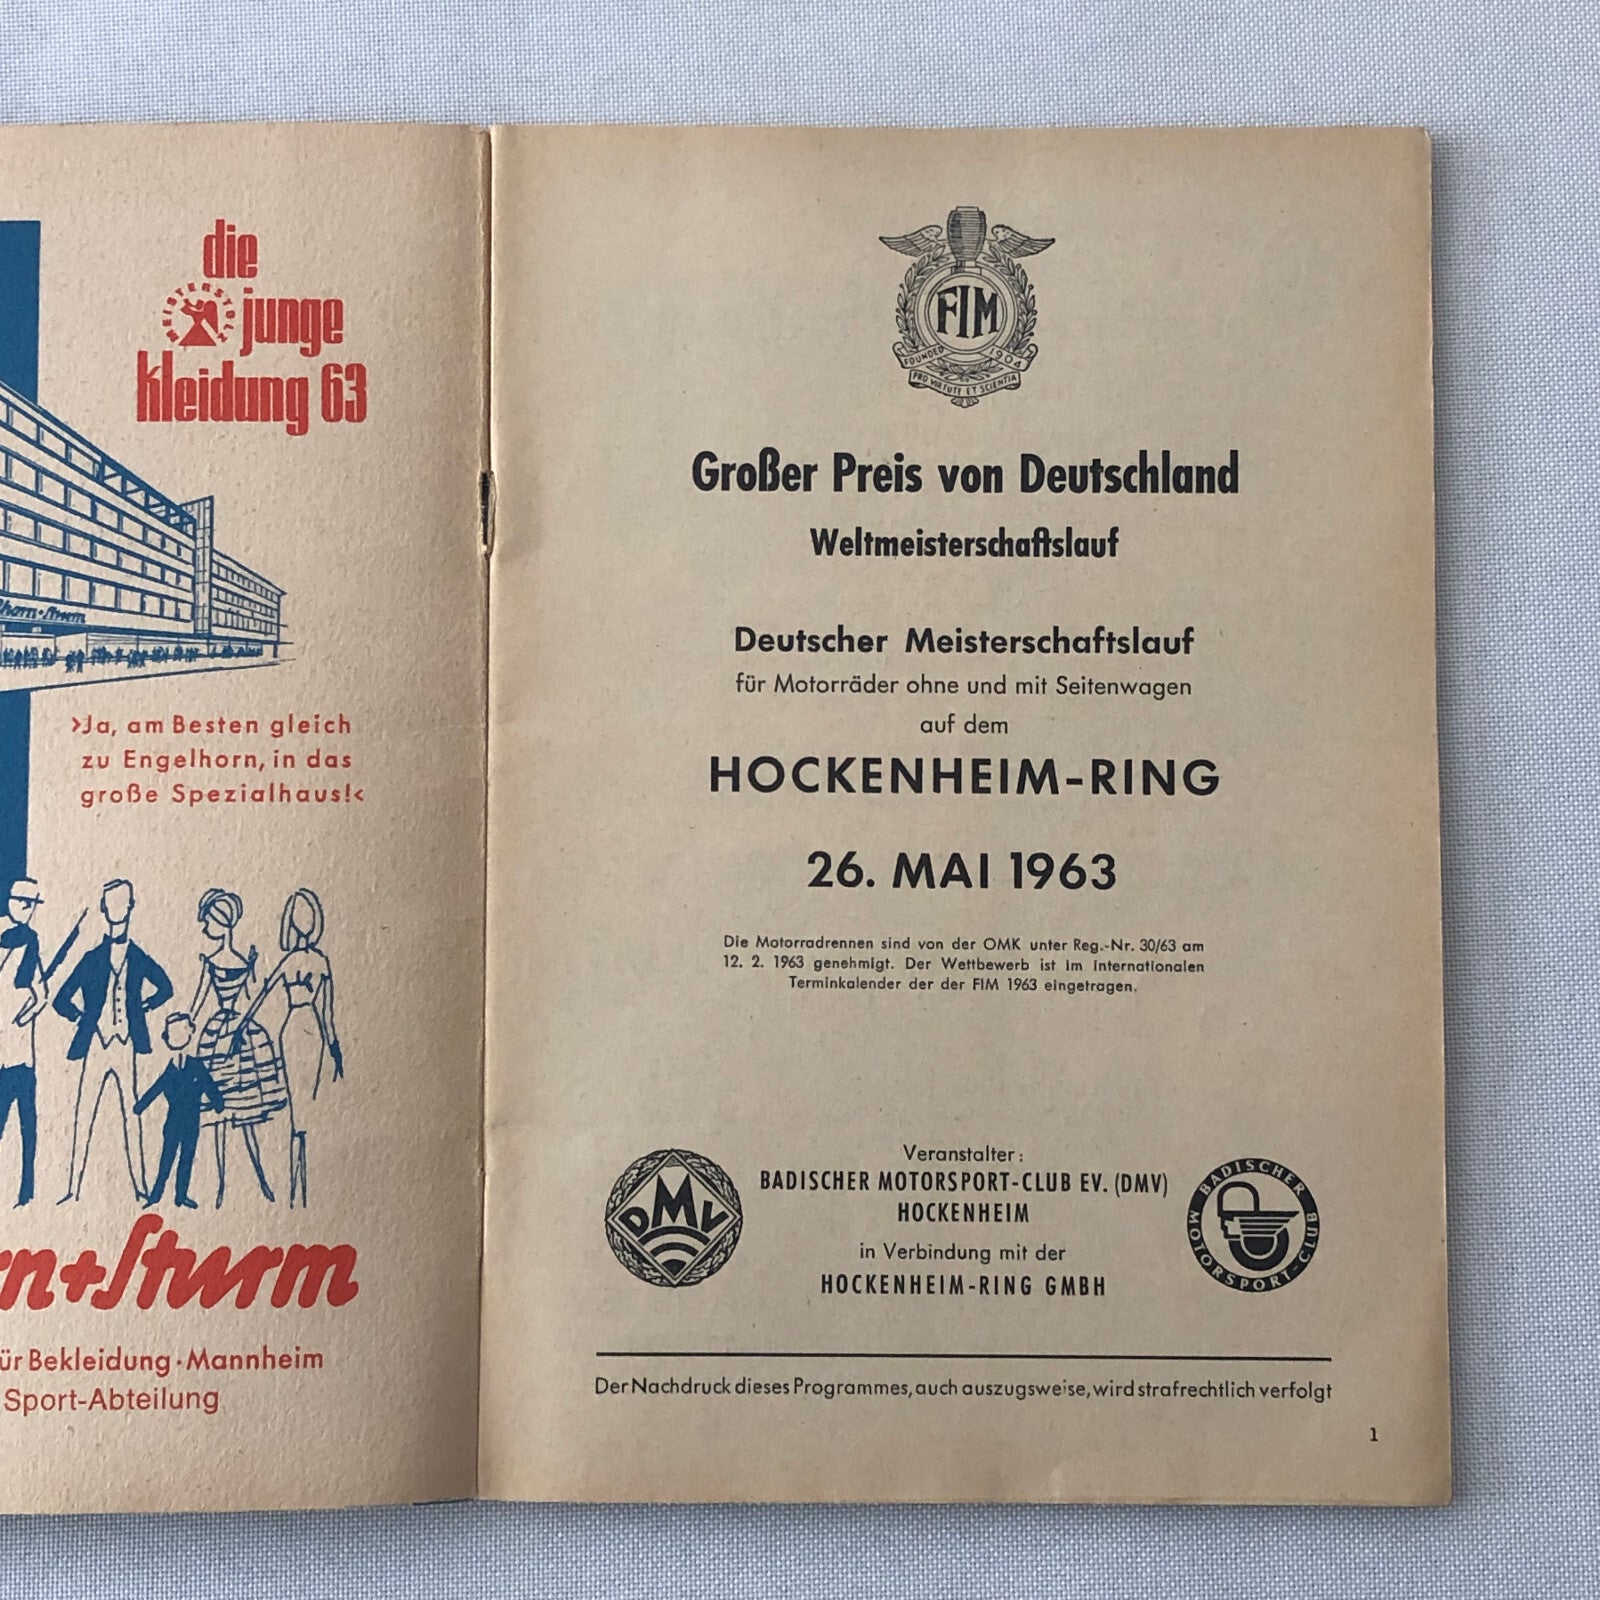 die
MEISTERSTOLZ
junge
kleidung 63
›Ja, am Besten gleich
zu Engelhorn, in das
große Spezialhaus!‹
rn+Sturm
ür Bekleidung · Mannheim
Sport-Abteilung
FIM
FOUNDED 1904
PRO VIRTUTE ET SCIENTIA
Großer Preis von Deutschland
Weltmeisterschaftslauf
Deutscher Meisterschaftslauf
für Motorräder ohne und mit Seitenwagen
auf dem
HOCKENHEIM-RING
26. MAI 1963
Die Motorradrennen sind von der OMK unter Reg.-Nr. 30/63 am
12. 2. 1963 genehmigt. Der Wettbewerb ist im internationalen
Terminkalender der der FIM 1963 eingetragen.
DMV
Veranstalter:
BADISCHER MOTORSPORT-CLUB EV. (DMV)
HOCKENHEIM
in Verbindung mit der
HOCKENHEIM-RING GMBH
BADISCHER MOTORSPORT-CLUB
Der Nachdruck dieses Programmes, auch auszugsweise, wird strafrechtlich verfolgt
1